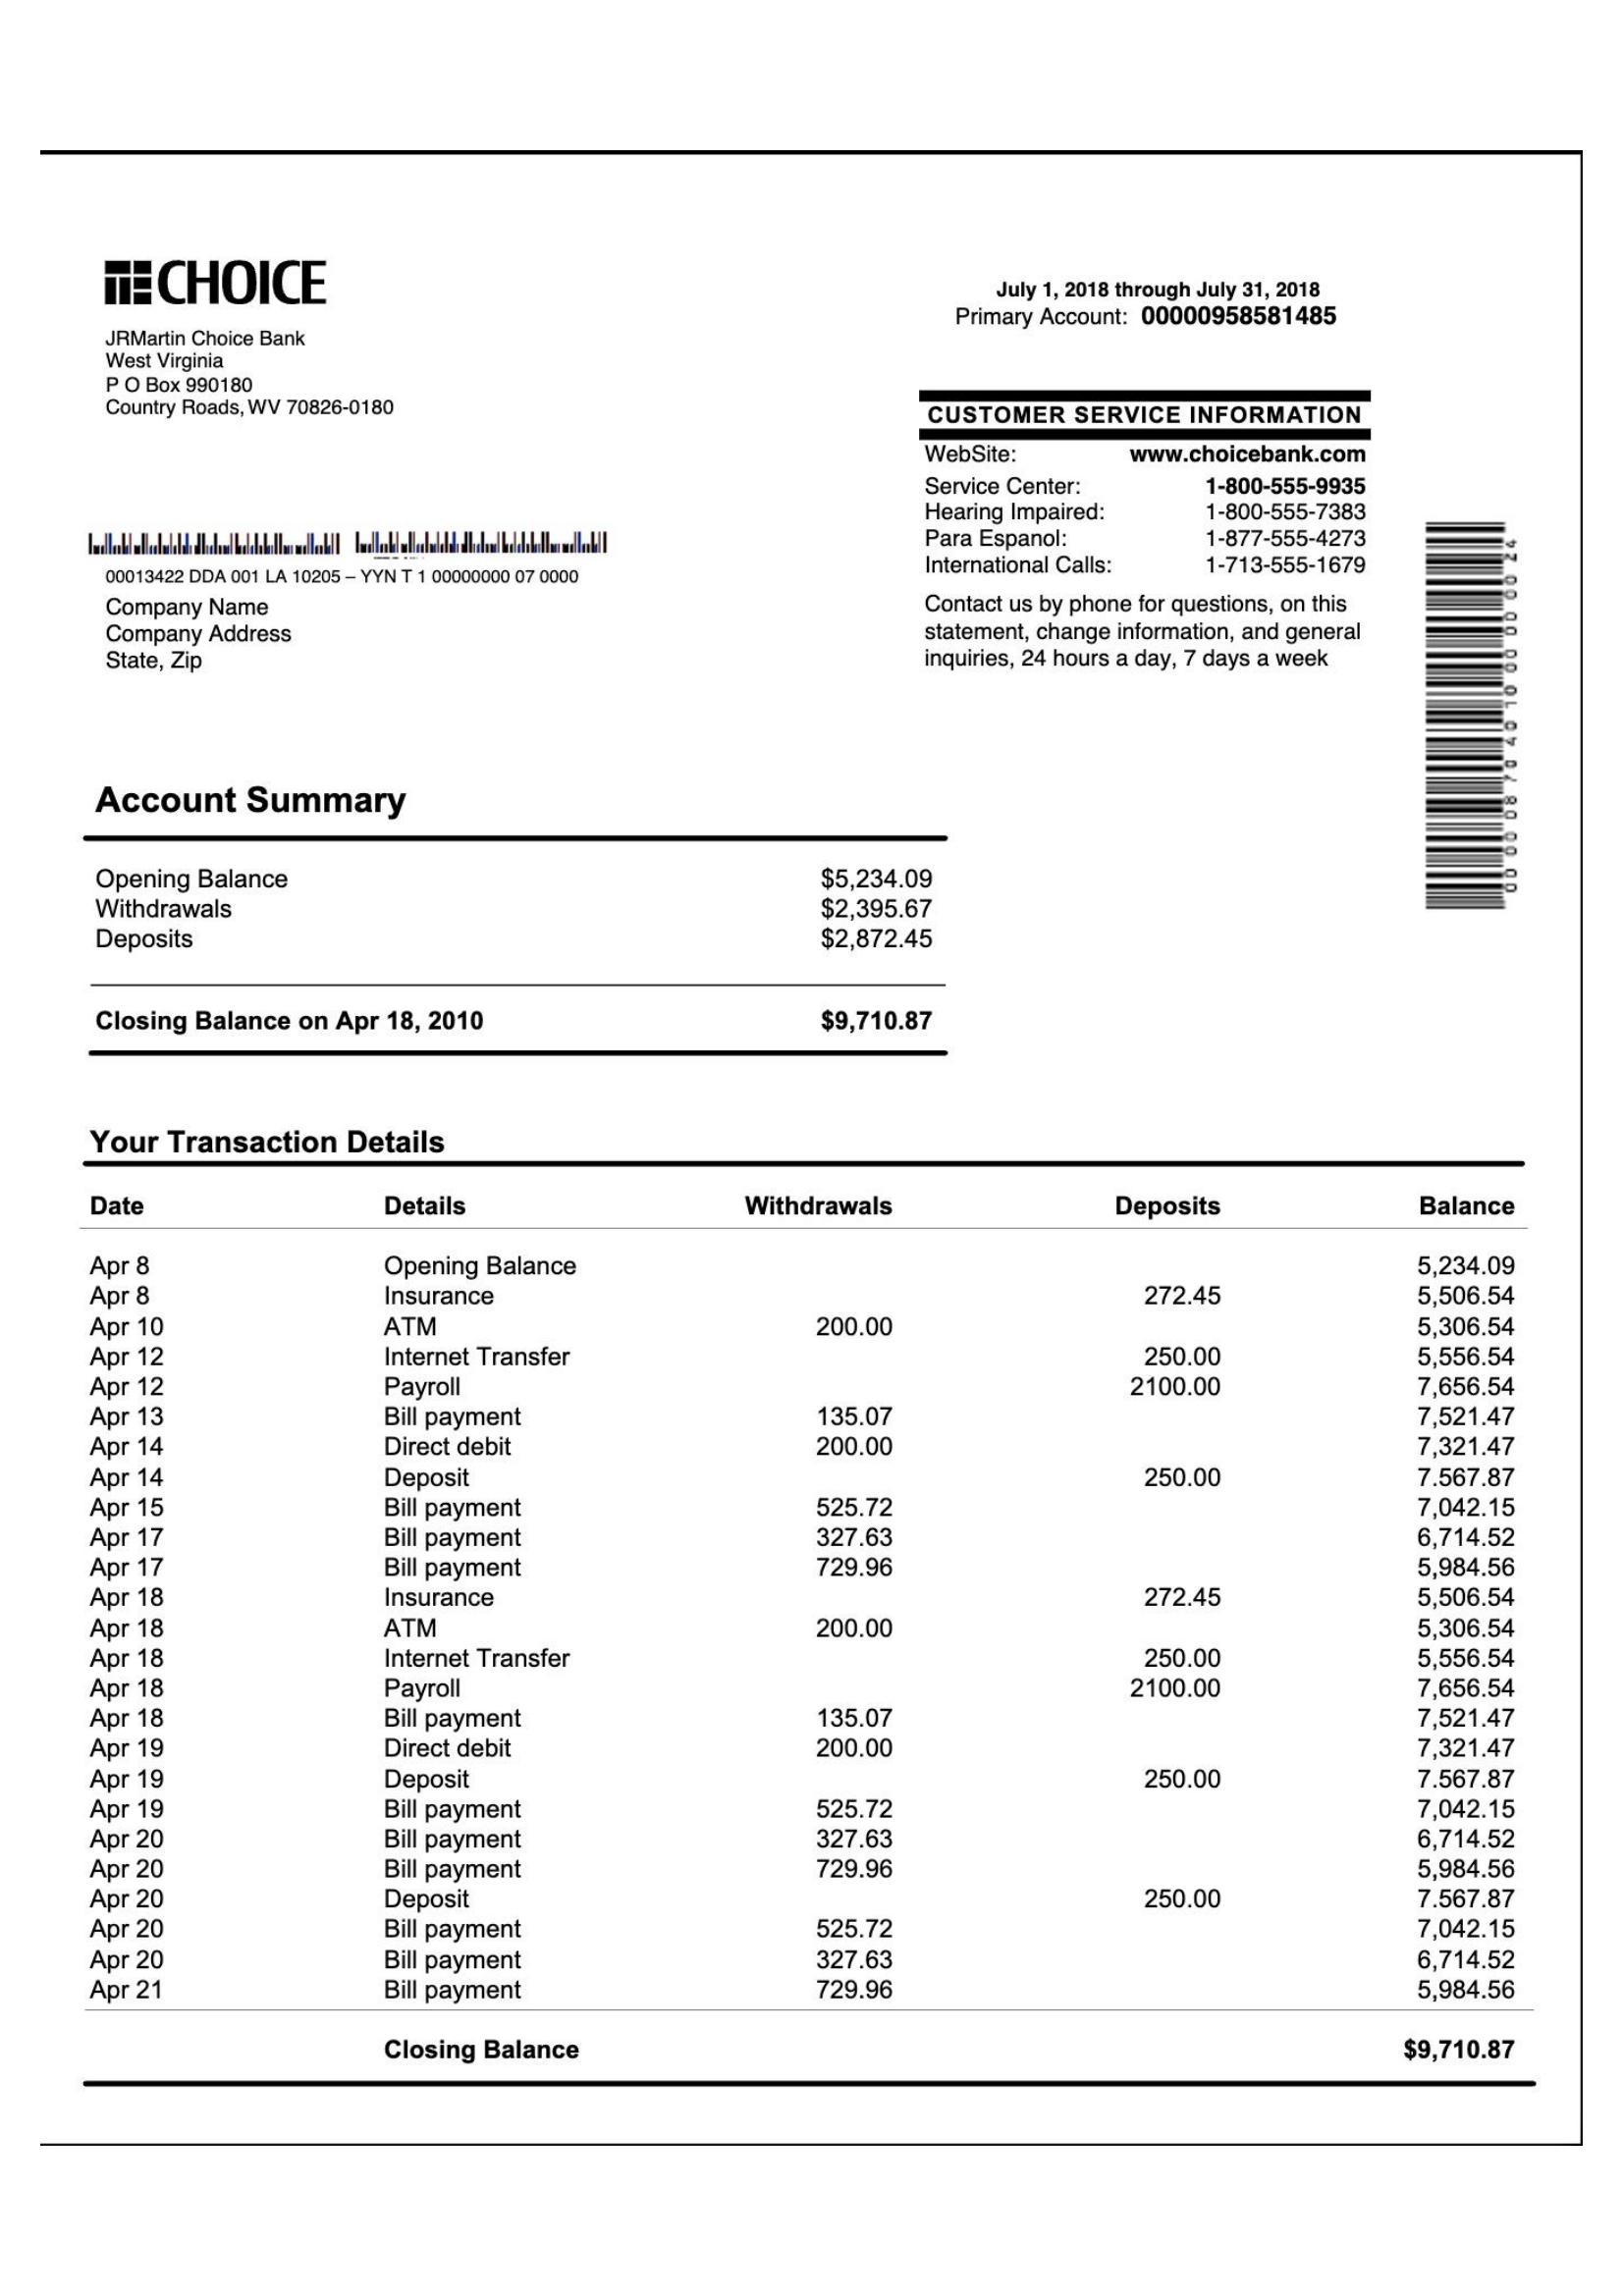 CHOICE
JRMartin Choice Bank
West Virginia
P O Box 990180
Country Roads, WV 70826-0180
July 1, 2018 through July 31, 2018
Primary Account: 00000958581485
CUSTOMER SERVICE INFORMATION
WebSite: www.choicebank.com
Service Center: 1-800-555-9935
Hearing Impaired: 1-800-555-7383
Para Espanol: 1-877-555-4273
International Calls: 1-713-555-1679
Contact us by phone for questions, on this
statement, change information, and general
inquiries, 24 hours a day, 7 days a week
00013422 DDA 001 LA 10205 – YYN T 1 00000000 07 0000
Company Name
Company Address
State, Zip
Account Summary
Opening Balance $5,234.09
Withdrawals $2,395.67
Deposits $2,872.45
Closing Balance on Apr 18, 2010 $9,710.87
Your Transaction Details
Date Details Withdrawals Deposits Balance
Apr 8 Opening Balance 5,234.09
Apr 8 Insurance 272.45 5,506.54
Apr 10 ATM 200.00 5,306.54
Apr 12 Internet Transfer 250.00 5,556.54
Apr 12 Payroll 2100.00 7,656.54
Apr 13 Bill payment 135.07 7,521.47
Apr 14 Direct debit 200.00 7,321.47
Apr 14 Deposit 250.00 7.567.87
Apr 15 Bill payment 525.72 7,042.15
Apr 17 Bill payment 327.63 6,714.52
Apr 17 Bill payment 729.96 5,984.56
Apr 18 Insurance 272.45 5,506.54
Apr 18 ATM 200.00 5,306.54
Apr 18 Internet Transfer 250.00 5,556.54
Apr 18 Payroll 2100.00 7,656.54
Apr 18 Bill payment 135.07 7,521.47
Apr 19 Direct debit 200.00 7,321.47
Apr 19 Deposit 250.00 7.567.87
Apr 19 Bill payment 525.72 7,042.15
Apr 20 Bill payment 327.63 6,714.52
Apr 20 Bill payment 729.96 5,984.56
Apr 20 Deposit 250.00 7.567.87
Apr 20 Bill payment 525.72 7,042.15
Apr 20 Bill payment 327.63 6,714.52
Apr 21 Bill payment 729.96 5,984.56
Closing Balance $9,710.87